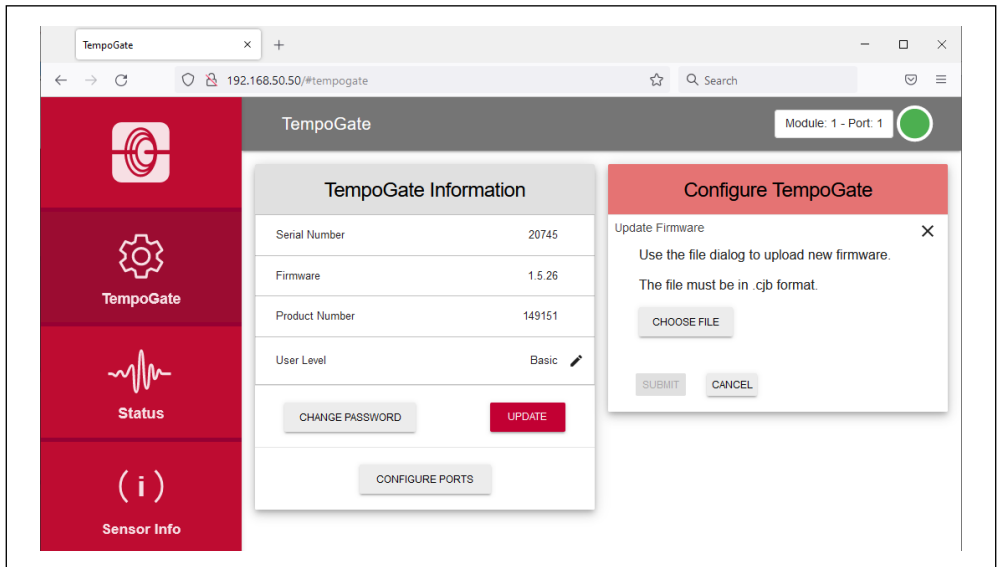 TempoGate
192.168.50.50/#tempogate
Search
TempoGate
Module: 1 - Port: 1
TempoGate
Status
( i )
Sensor Info
TempoGate Information
Serial Number 20745
Firmware 1.5.26
Product Number 149151
User Level Basic
CHANGE PASSWORD UPDATE
CONFIGURE PORTS
Configure TempoGate
Update Firmware
Use the file dialog to upload new firmware.
The file must be in .cjb format.
CHOOSE FILE
SUBMIT CANCEL